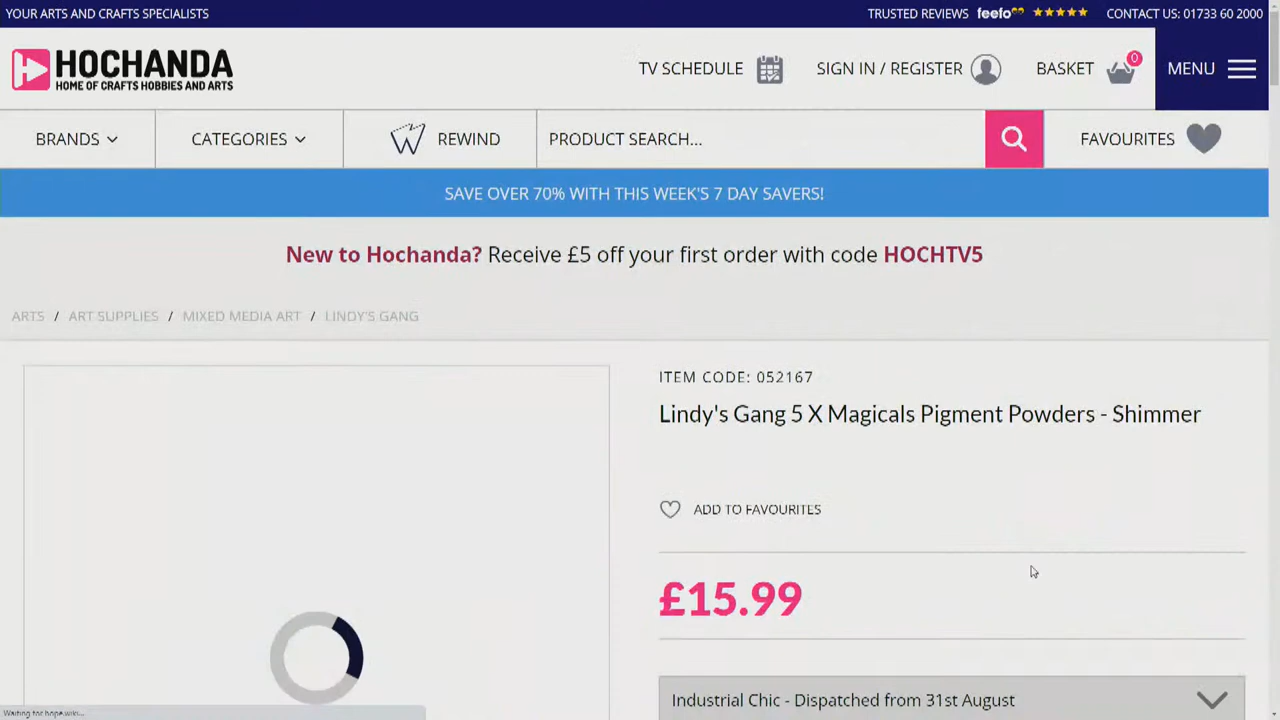 YOUR ARTS AND CRAFTS SPECIALISTS
TRUSTED REVIEWS feefo CONTACT US: 01733 60 2000
HOCHANDA
HOME OF CRAFTS HOBBIES AND ARTS
TV SCHEDULE SIGN IN / REGISTER BASKET 0 MENU
BRANDS CATEGORIES REWIND PRODUCT SEARCH... FAVOURITES
SAVE OVER 70% WITH THIS WEEK'S 7 DAY SAVERS!
New to Hochanda? Receive £5 off your first order with code HOCHTV5
ARTS / ART SUPPLIES / MIXED MEDIA ART / LINDY'S GANG
ITEM CODE: 052167
Lindy's Gang 5 X Magicals Pigment Powders - Shimmer
ADD TO FAVOURITES
£15.99
Industrial Chic - Dispatched from 31st August
Waiting for hope.wiki...